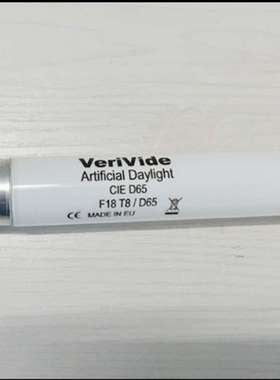 VeriVide
Artificial Daylight
CIE D65
F18 T8 / D65
CE MADE IN EU